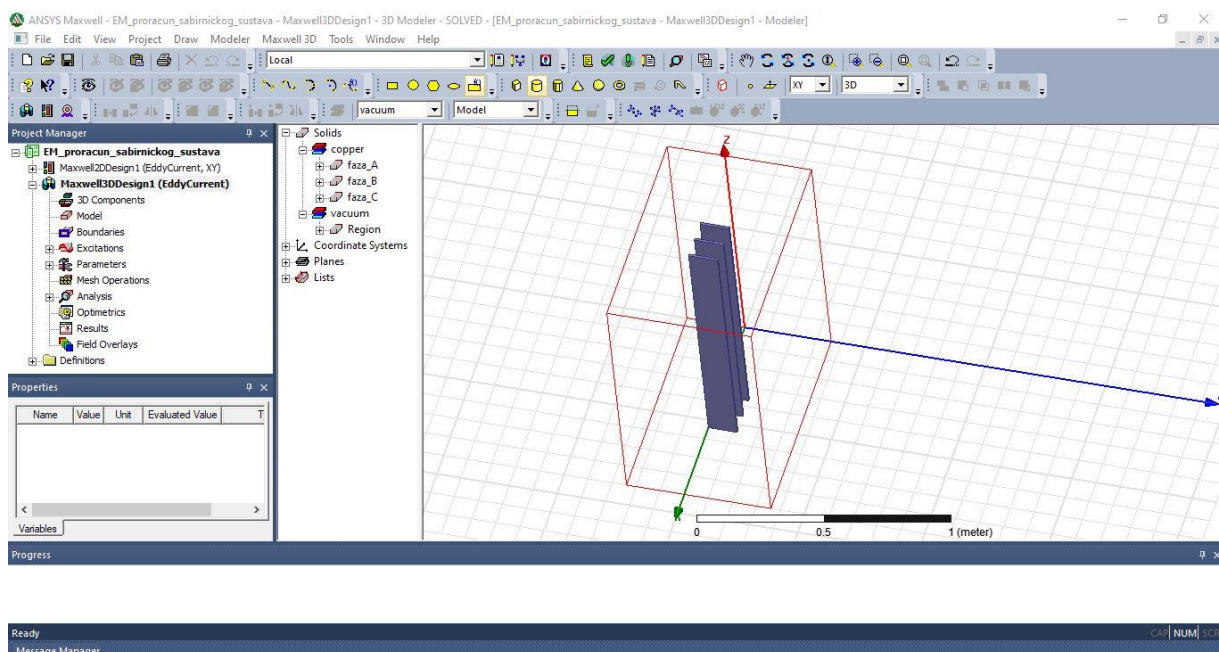 ANSYS Maxwell - EM_proracun_sabirnickog_sustava - Maxwell3DDesign1 - 3D Modeler - SOLVED - [EM_proracun_sabirnickog_sustava - Maxwell3DDesign1 - Modeler]
File Edit View Project Draw Modeler Maxwell 3D Tools Window Help
Local
XY 3D
vacuum Model
Project Manager
EM_proracun_sabirnickog_sustava
Maxwell2DDesign1 (EddyCurrent, XY)
Maxwell3DDesign1 (EddyCurrent)
3D Components
Model
Boundaries
Excitations
Parameters
Mesh Operations
Analysis
Optimetrics
Results
Field Overlays
Definitions
Properties
Name Value Unit Evaluated Value T
Variables
Solids
copper
faza_A
faza_B
faza_C
vacuum
Region
Coordinate Systems
Planes
Lists
Z
0 0.5 1 (meter)
Progress
Ready
CAP NUM SCR
Message Manager